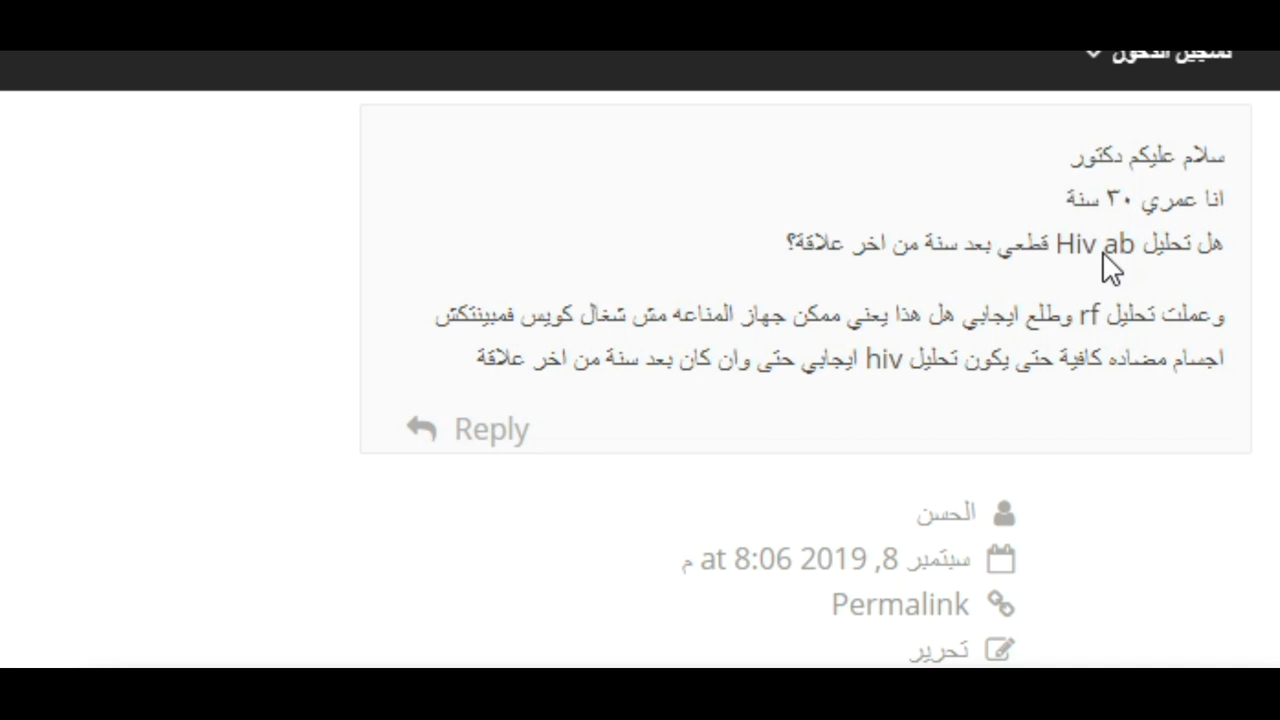 تسجيل الدخول
سلام عليكم دكتور
انا عمري ٣٠ سنة
هل تحليل Hiv ab قطعي بعد سنة من اخر علاقة؟
وعملت تحليل rf وطلع ايجابي هل هذا يعني ممكن جهاز المناعه مش شغال كويس فمبينتكش
اجسام مضاده كافية حتى يكون تحليل hiv ايجابي حتى وان كان بعد سنة من اخر علاقة
Reply
الحسن
سبتمبر 8, 2019 at 8:06 م
Permalink
تحرير